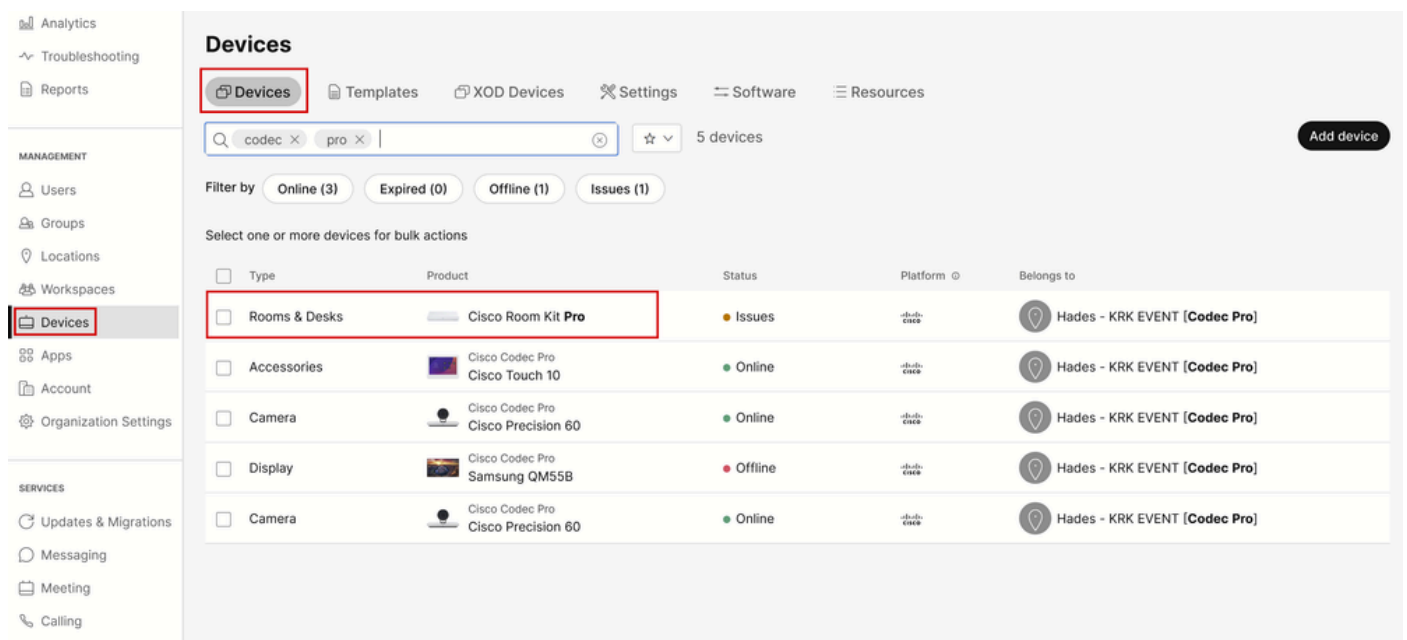 Analytics
Troubleshooting
Reports
MANAGEMENT
Users
Groups
Locations
Workspaces
Devices
Apps
Account
Organization Settings
SERVICES
Updates & Migrations
Messaging
Meeting
Calling
Devices
Devices Templates XOD Devices Settings Software Resources
codec × pro × 5 devices Add device
Filter by Online (3) Expired (0) Offline (1) Issues (1)
Select one or more devices for bulk actions
Type Product Status Platform Belongs to
Rooms & Desks Cisco Room Kit Pro Issues CISCO Hades - KRK EVENT [Codec Pro]
Cisco Codec Pro
Accessories Cisco Touch 10 Online CISCO Hades - KRK EVENT [Codec Pro]
Cisco Codec Pro
Camera Cisco Precision 60 Online CISCO Hades - KRK EVENT [Codec Pro]
Cisco Codec Pro
Display Samsung QM55B Offline CISCO Hades - KRK EVENT [Codec Pro]
Cisco Codec Pro
Camera Cisco Precision 60 Online CISCO Hades - KRK EVENT [Codec Pro]